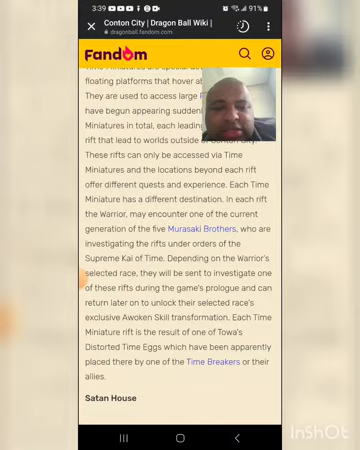 3:39
91%
Conton City | Dragon Ball Wiki |
dragonball.fandom.com
Fandom
Time Miniatures are special
floating platforms that hover
They are used to access large
have begun appearing
Miniatures in total, each leading
rift that lead to worlds outside of Conton City.
These rifts can only be accessed via Time
Miniatures and the locations beyond each rift
offer different quests and experience. Each Time
Miniature has a different destination. In each rift
the Warrior, may encounter one of the current
generation of the five Murasaki Brothers, who are
investigating the rifts under orders of the
Supreme Kai of Time. Depending on the Warrior's
selected race, they will be sent to investigate one
of these rifts during the game's prologue and can
return later on to unlock their selected race's
exclusive Awoken Skill transformation. Each Time
Miniature rift is the result of one of Towa's
Distorted Time Eggs which have been apparently
placed there by one of the Time Breakers or their
allies.
Satan House
InShOt